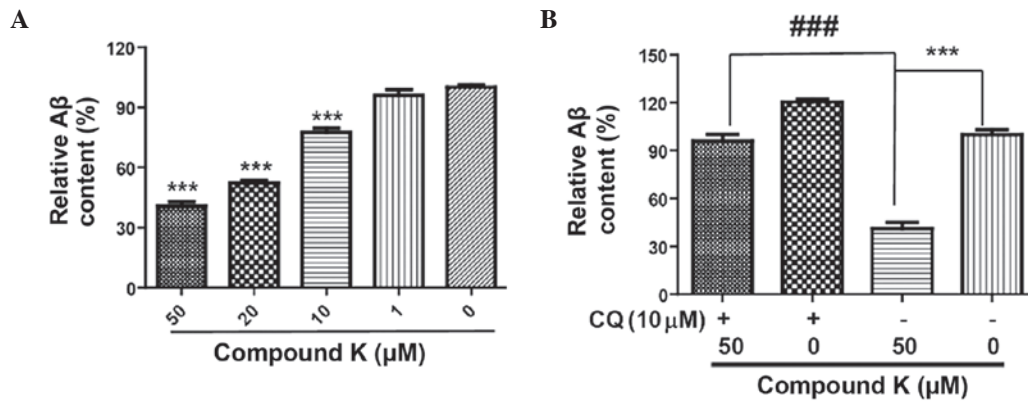 A
Relative Aβ
content (%)
120
90
60
30
0
***
***
***
50
20
10
1
0
Compound K (μM)
B
Relative Aβ
content (%)
150
120
90
60
30
0
###
***
CQ (10 μM) + + - -
50 0 50 0
Compound K (μM)